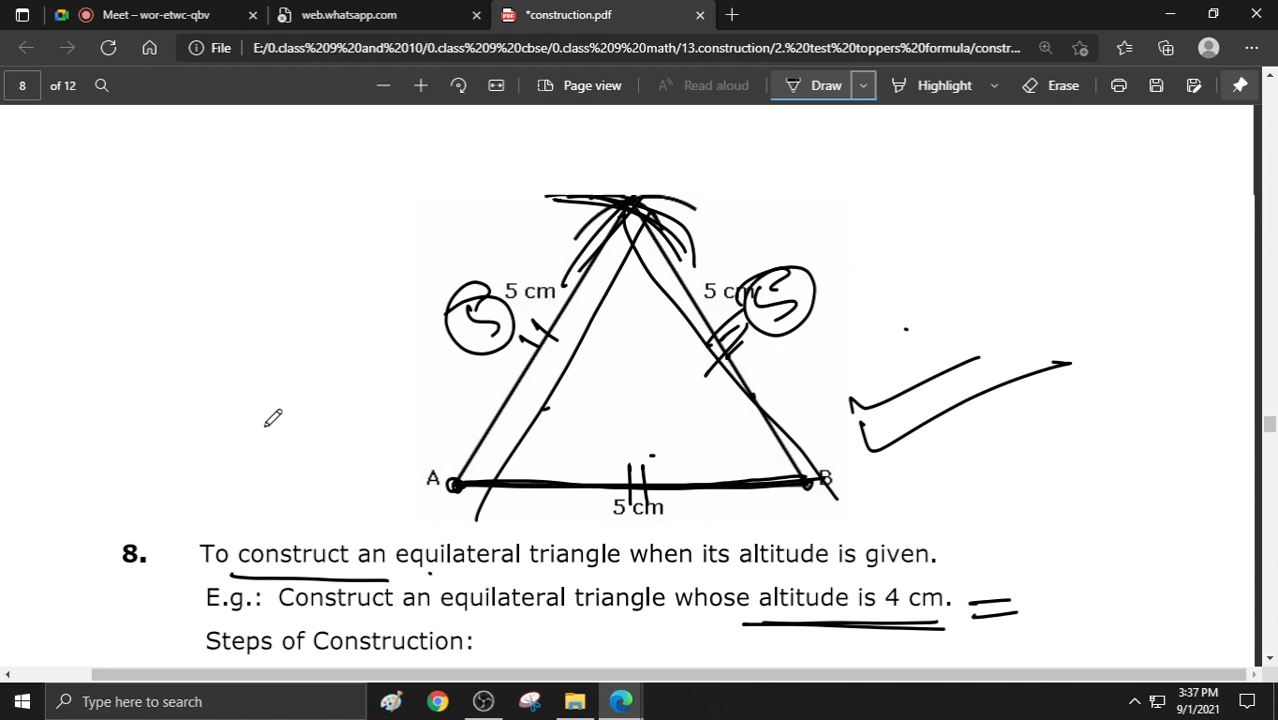 Meet – wor-etwc-qbv
web.whatsapp.com
*construction.pdf
File
E:/0.class%209%20and%2010/0.class%209%20cbse/0.class%209%20math/13.construction/2.%20test%20toppers%20formula/constr...
8 of 12
Page view
Read aloud
Draw
Highlight
Erase
5 cm
5 cm
S
S
A
B
5 cm
8. To construct an equilateral triangle when its altitude is given.
E.g.: Construct an equilateral triangle whose altitude is 4 cm.
Steps of Construction:
Type here to search
3:37 PM
9/1/2021